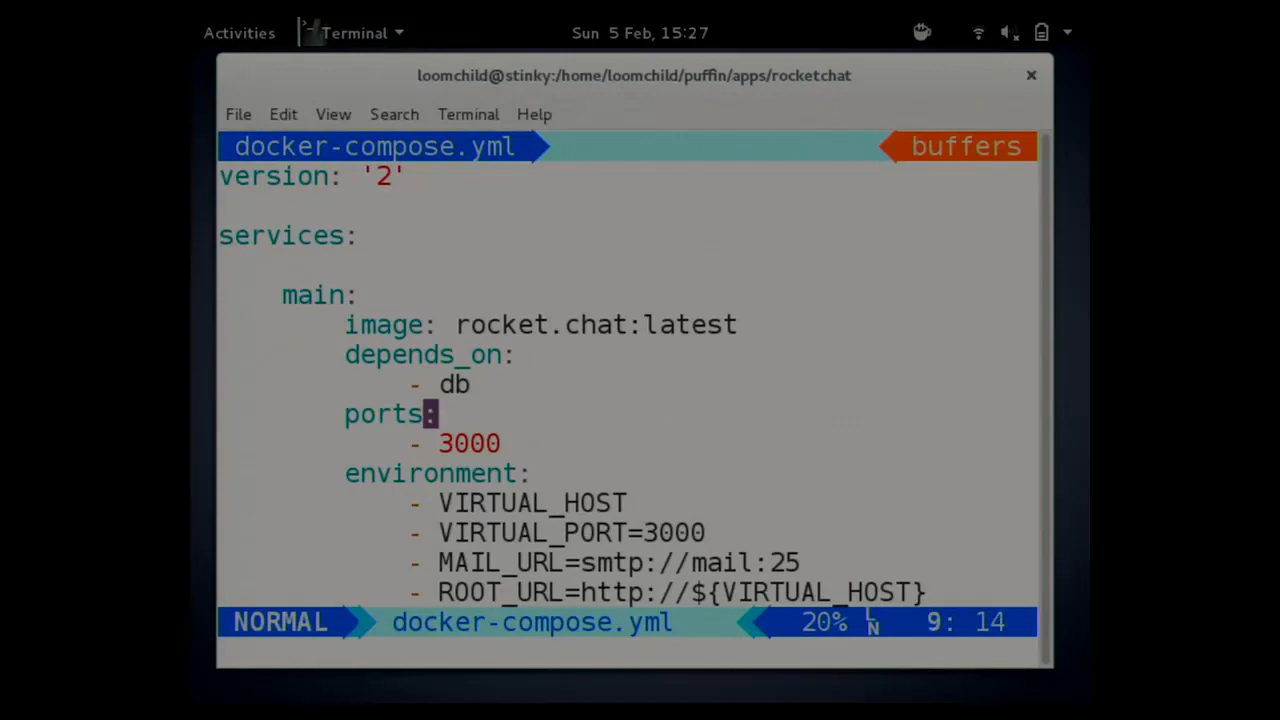 Activities Terminal Sun 5 Feb, 15:27
loomchild@stinky:/home/loomchild/puffin/apps/rocketchat ×
File Edit View Search Terminal Help
docker-compose.yml buffers
version: '2'
services:
main:
image: rocket.chat:latest
depends_on:
- db
ports:
- 3000
environment:
- VIRTUAL_HOST
- VIRTUAL_PORT=3000
- MAIL_URL=smtp://mail:25
- ROOT_URL=http://${VIRTUAL_HOST}
NORMAL docker-compose.yml 20% LN 9: 14